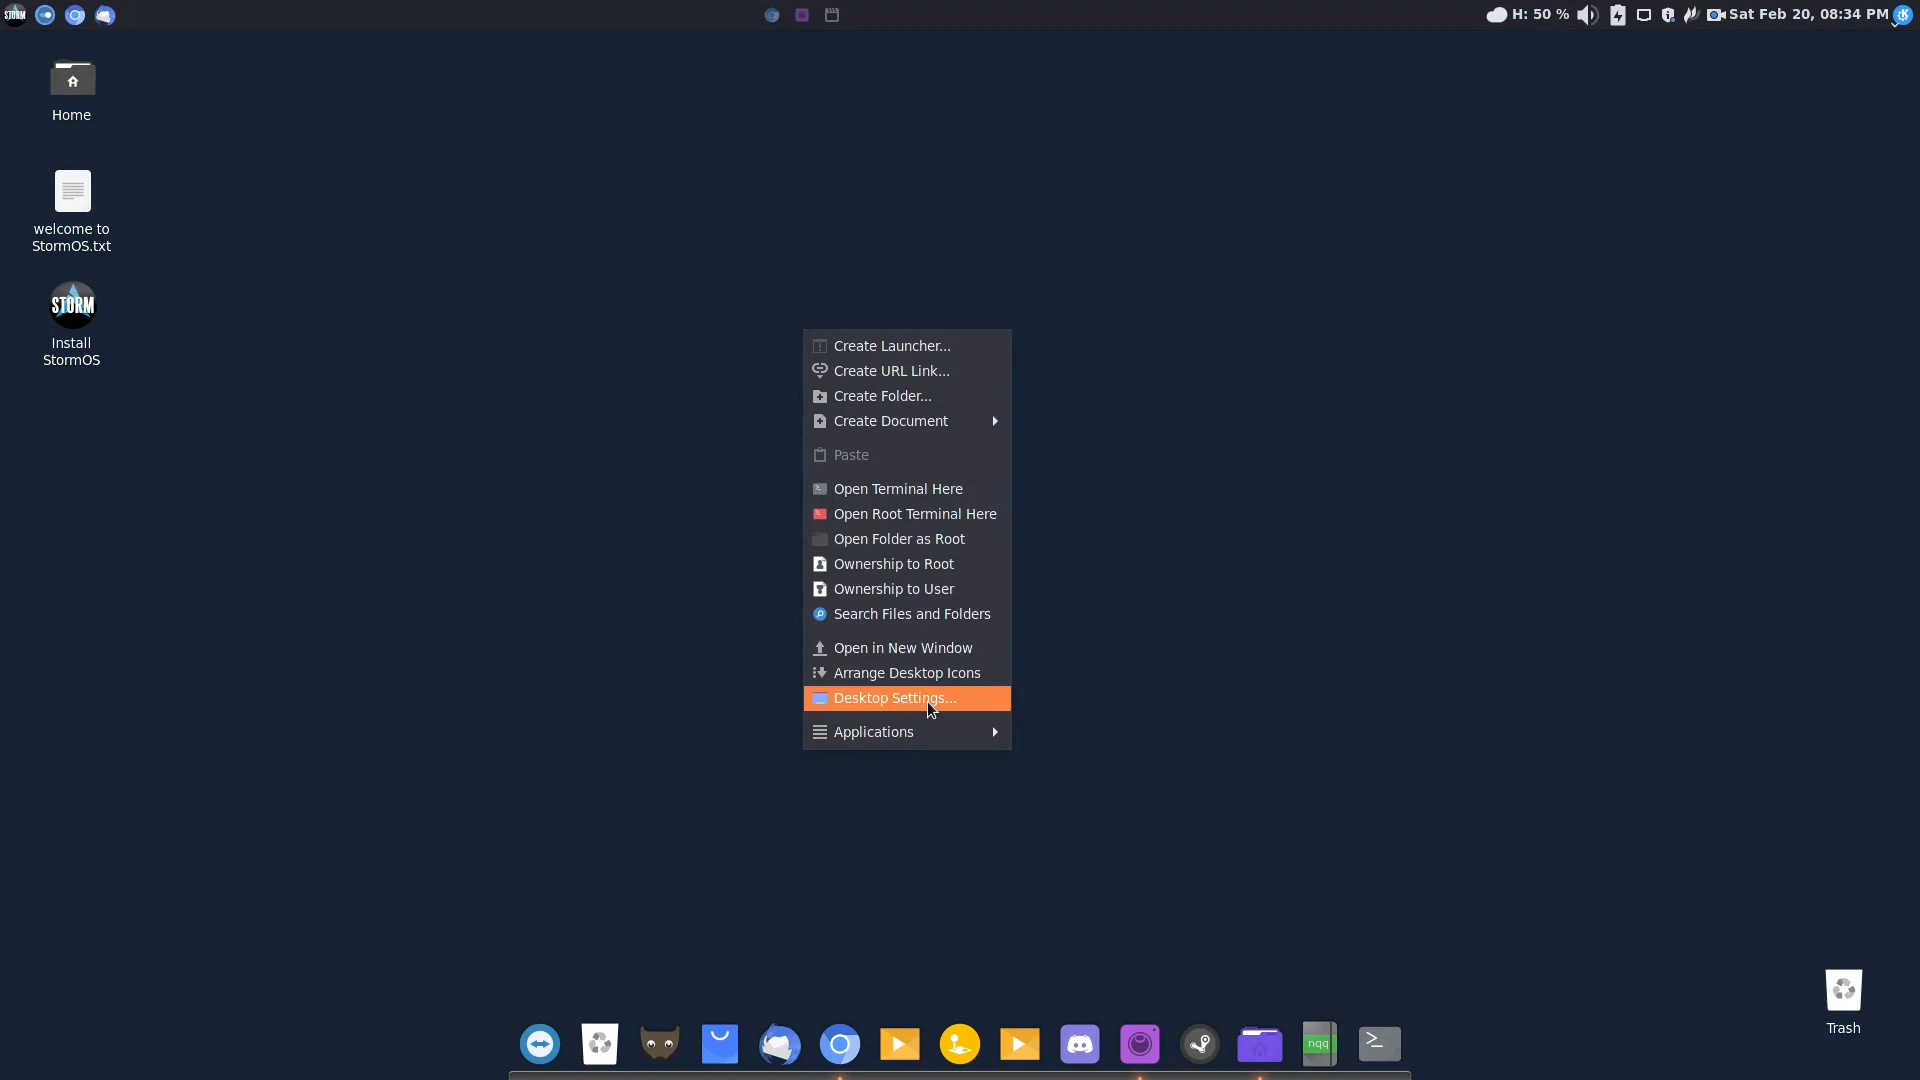 STORM
H: 50 %
Sat Feb 20, 08:34 PM
Home
welcome to
StormOS.txt
STORM
Install
StormOS
Create Launcher...
Create URL Link...
Create Folder...
Create Document
Paste
Open Terminal Here
Open Root Terminal Here
Open Folder as Root
Ownership to Root
Ownership to User
Search Files and Folders
Open in New Window
Arrange Desktop Icons
Desktop Settings...
Applications
Trash
nqq